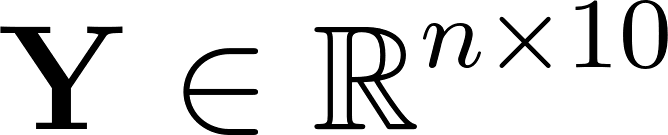 𝐘 ∈ ℝ^{n×10}